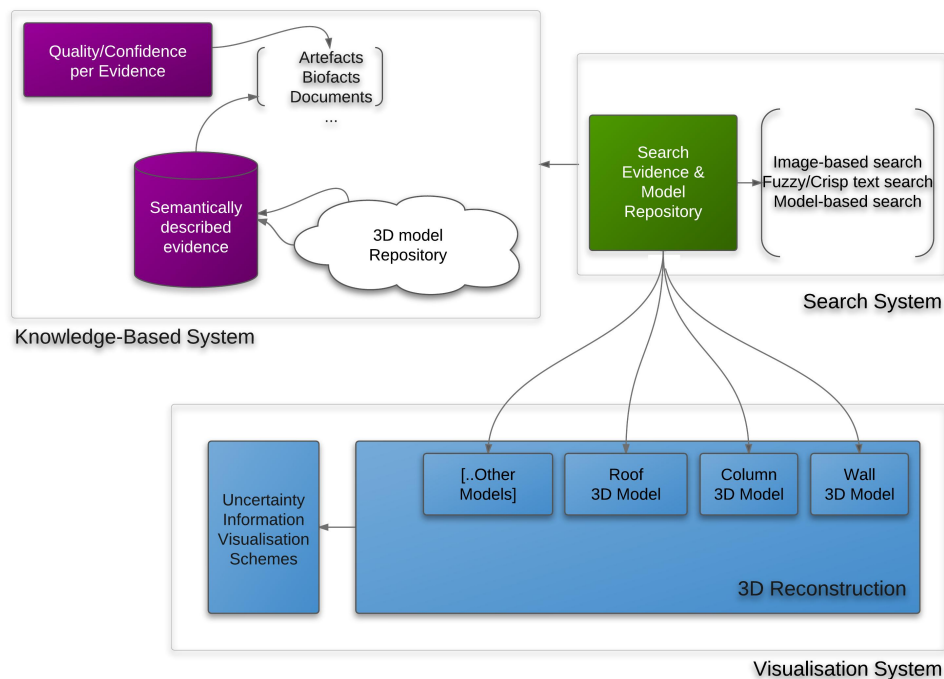 Quality/Confidence
per Evidence
Artefacts
Biofacts
Documents
...
Semantically
described
evidence
3D model
Repository
Knowledge-Based System
Search
Evidence &
Model
Repository
Image-based search
Fuzzy/Crisp text search
Model-based search
Search System
Uncertainty
Information
Visualisation
Schemes
[..Other
Models]
Roof
3D Model
Column
3D Model
Wall
3D Model
3D Reconstruction
Visualisation System